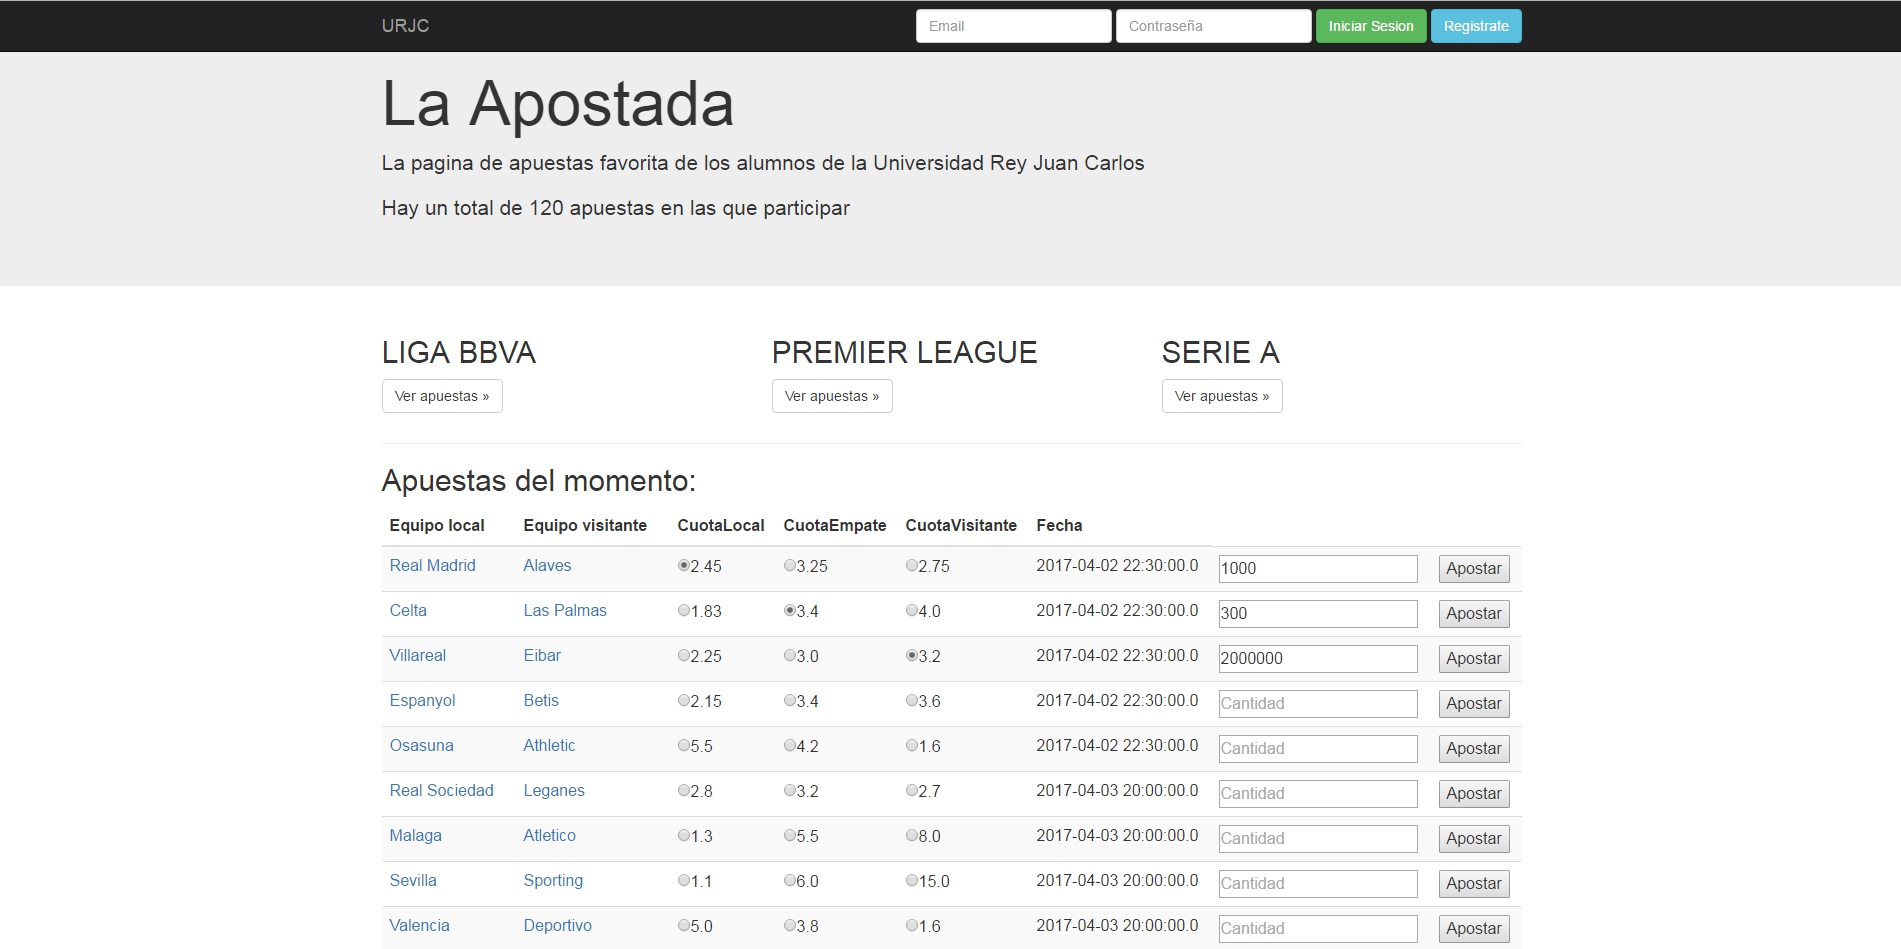 URJC Email Contraseña Iniciar Sesion Registrate
La Apostada
La pagina de apuestas favorita de los alumnos de la Universidad Rey Juan Carlos
Hay un total de 120 apuestas en las que participar
LIGA BBVA PREMIER LEAGUE SERIE A
Ver apuestas » Ver apuestas » Ver apuestas »
Apuestas del momento:
Equipo local Equipo visitante CuotaLocal CuotaEmpate CuotaVisitante Fecha
Real Madrid Alaves 2.45 3.25 2.75 2017-04-02 22:30:00.0 1000 Apostar
Celta Las Palmas 1.83 3.4 4.0 2017-04-02 22:30:00.0 300 Apostar
Villareal Eibar 2.25 3.0 3.2 2017-04-02 22:30:00.0 2000000 Apostar
Espanyol Betis 2.15 3.4 3.6 2017-04-02 22:30:00.0 Cantidad Apostar
Osasuna Athletic 5.5 4.2 1.6 2017-04-02 22:30:00.0 Cantidad Apostar
Real Sociedad Leganes 2.8 3.2 2.7 2017-04-03 20:00:00.0 Cantidad Apostar
Malaga Atletico 1.3 5.5 8.0 2017-04-03 20:00:00.0 Cantidad Apostar
Sevilla Sporting 1.1 6.0 15.0 2017-04-03 20:00:00.0 Cantidad Apostar
Valencia Deportivo 5.0 3.8 1.6 2017-04-03 20:00:00.0 Cantidad Apostar